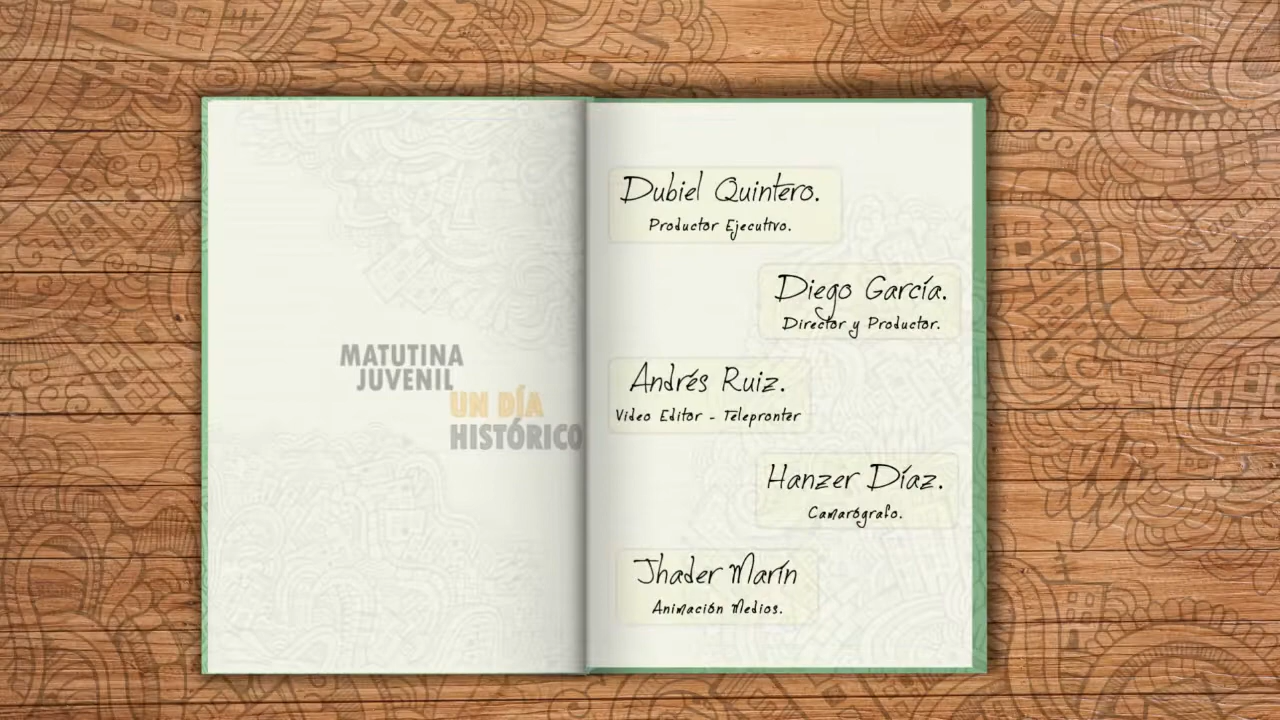 MATUTINA
JUVENIL
UN DÍA
HISTÓRICO
Dubiel Quintero.
Productor Ejecutivo.
Diego García.
Director y Productor.
Andrés Ruiz.
Video Editor - Telepronter
Hanzer Díaz.
Camarógrafo.
Jhader Marín
Animación Medios.